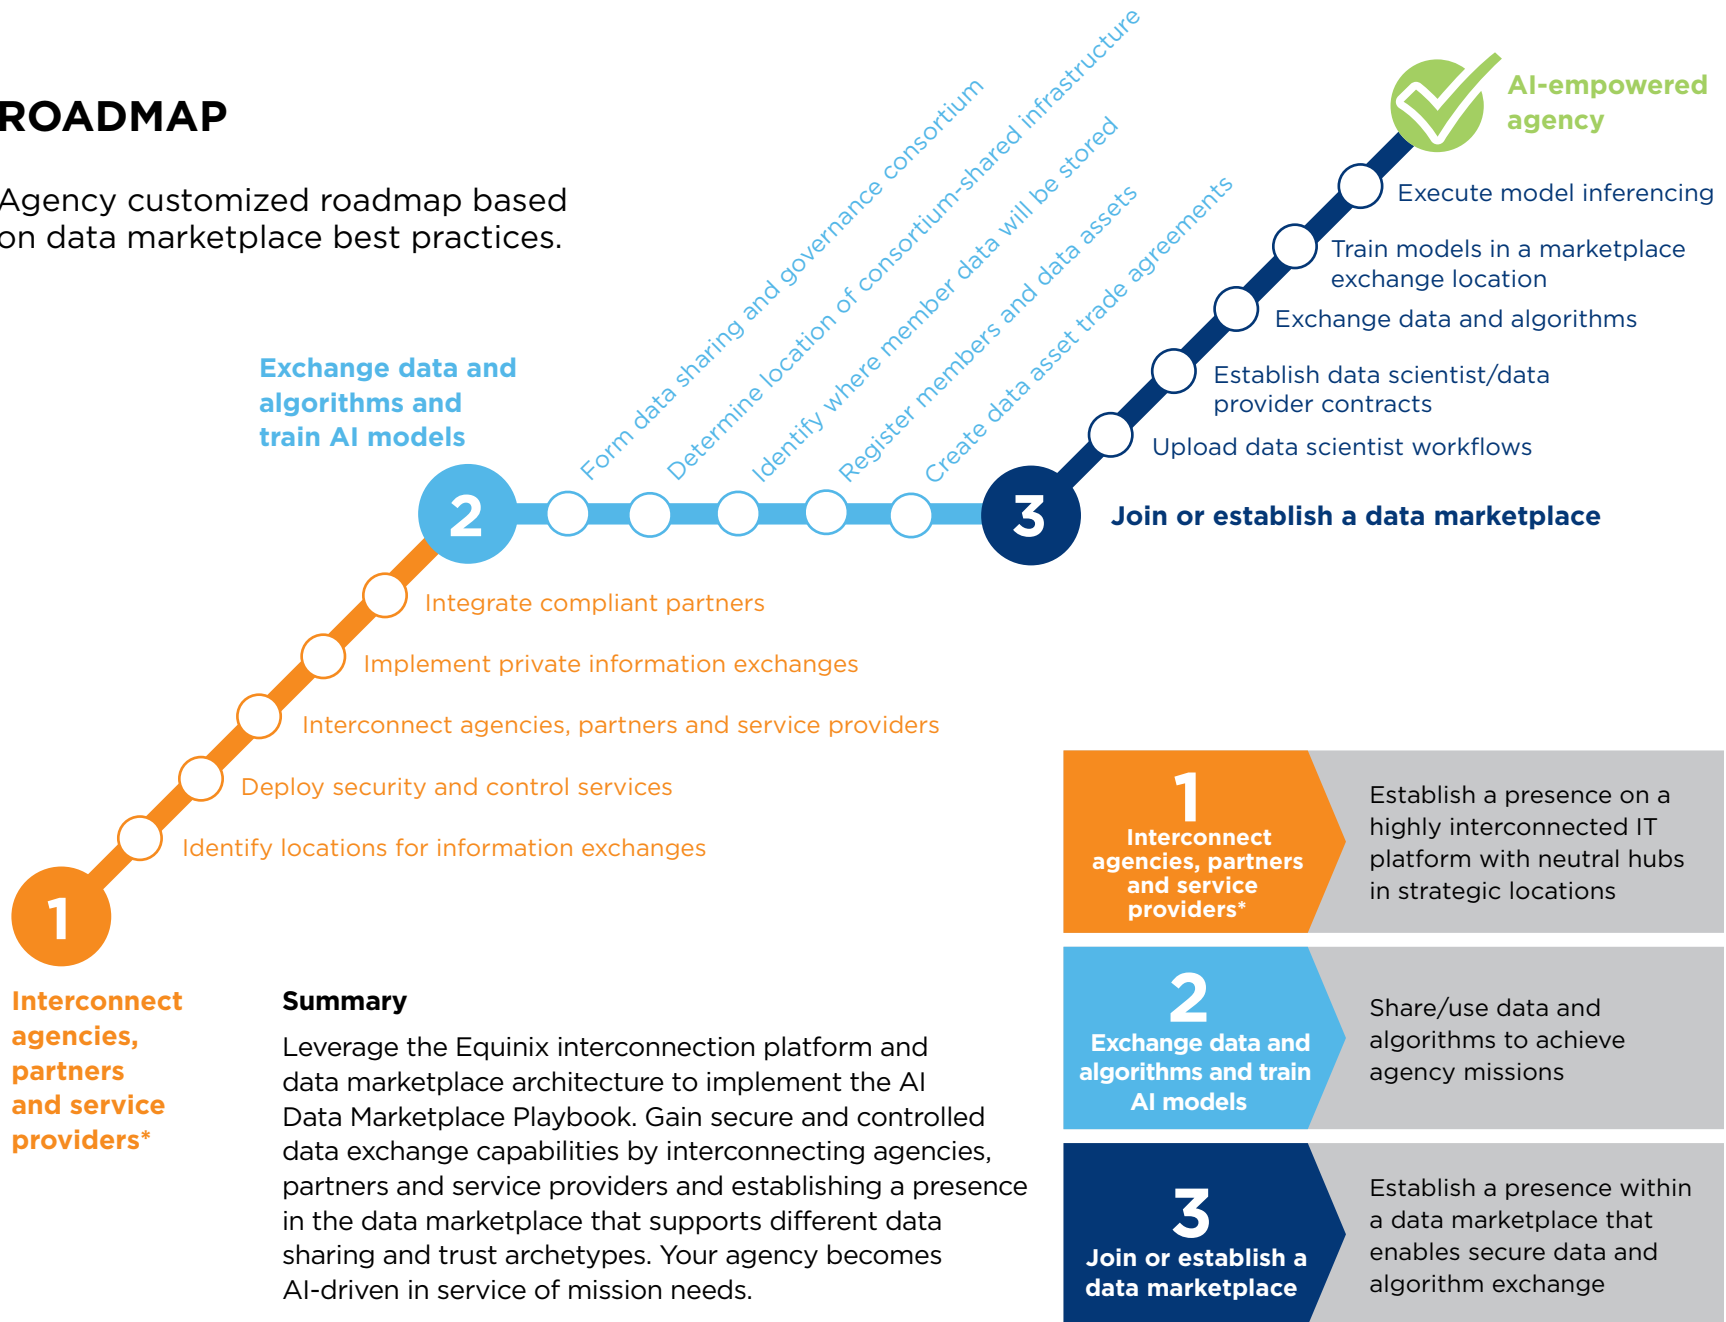 ROADMAP
Agency customized roadmap based
on data marketplace best practices.
AI-empowered
agency
Execute model inferencing
Train models in a marketplace
exchange location
Exchange data and algorithms
Establish data scientist/data
provider contracts
Upload data scientist workflows
3
Join or establish a data marketplace
Form data sharing and governance consortium
Determine location of consortium-shared infrastructure
Identify where member data will be stored
Register members and data assets
Create data asset trade agreements
Exchange data and
algorithms and
train AI models
2
Integrate compliant partners
Implement private information exchanges
Interconnect agencies, partners and service providers
Deploy security and control services
Identify locations for information exchanges
1
Interconnect
agencies,
partners
and service
providers*
Summary
Leverage the Equinix interconnection platform and
data marketplace architecture to implement the AI
Data Marketplace Playbook. Gain secure and controlled
data exchange capabilities by interconnecting agencies,
partners and service providers and establishing a presence
in the data marketplace that supports different data
sharing and trust archetypes. Your agency becomes
AI-driven in service of mission needs.
1
Interconnect
agencies, partners
and service
providers*
Establish a presence on a
highly interconnected IT
platform with neutral hubs
in strategic locations
2
Exchange data and
algorithms and train
AI models
Share/use data and
algorithms to achieve
agency missions
3
Join or establish a
data marketplace
Establish a presence within
a data marketplace that
enables secure data and
algorithm exchange